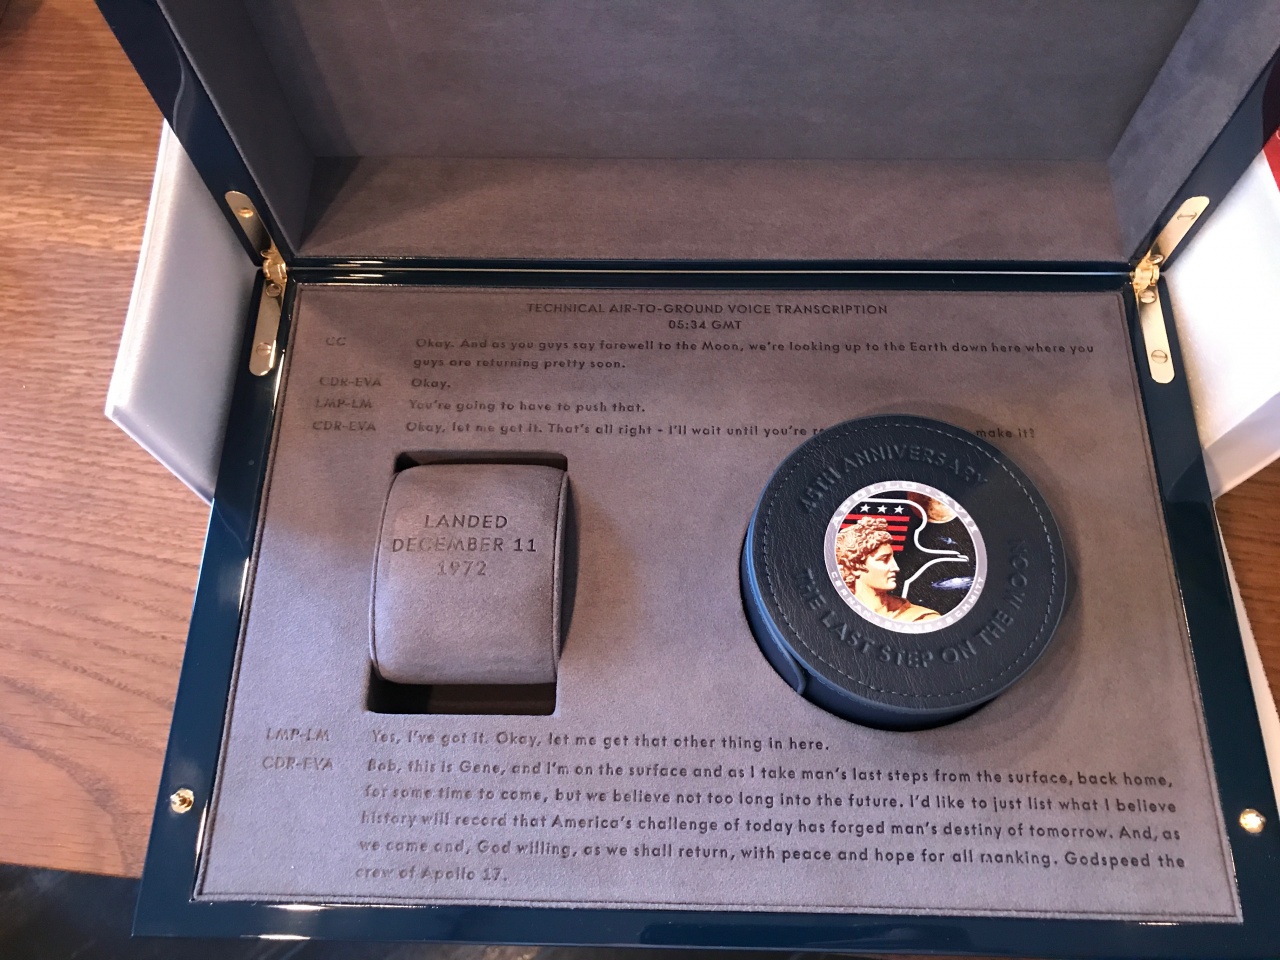 TECHNICAL AIR-TO-GROUND VOICE TRANSCRIPTION
05:34 GMT
CC Okay. And as you guys say farewell to the Moon, we're looking up to the Earth down here where you
guys are returning pretty soon.
CDR-EVA Okay.
LMP-LM You're going to have to push that.
CDR-EVA Okay, let me get it. That's all right - I'll wait until you're make it?
LANDED
DECEMBER 11
1972
45TH ANNIVERSARY
APOLLO XVII
CERNAN EVANS SCHMITT
THE LAST STEP ON THE MOON
LMP-LM Yes, I've got it. Okay, let me get that other thing in here.
CDR-EVA Bob, this is Gene, and I'm on the surface and as I take man's last steps from the surface, back home,
for some time to come, but we believe not too long into the future. I'd like to just list what I believe
history will record that America's challenge of today has forged man's destiny of tomorrow. And, as
we come and, God willing, as we shall return, with peace and hope for all manking. Godspeed the
crew of Apollo 17.